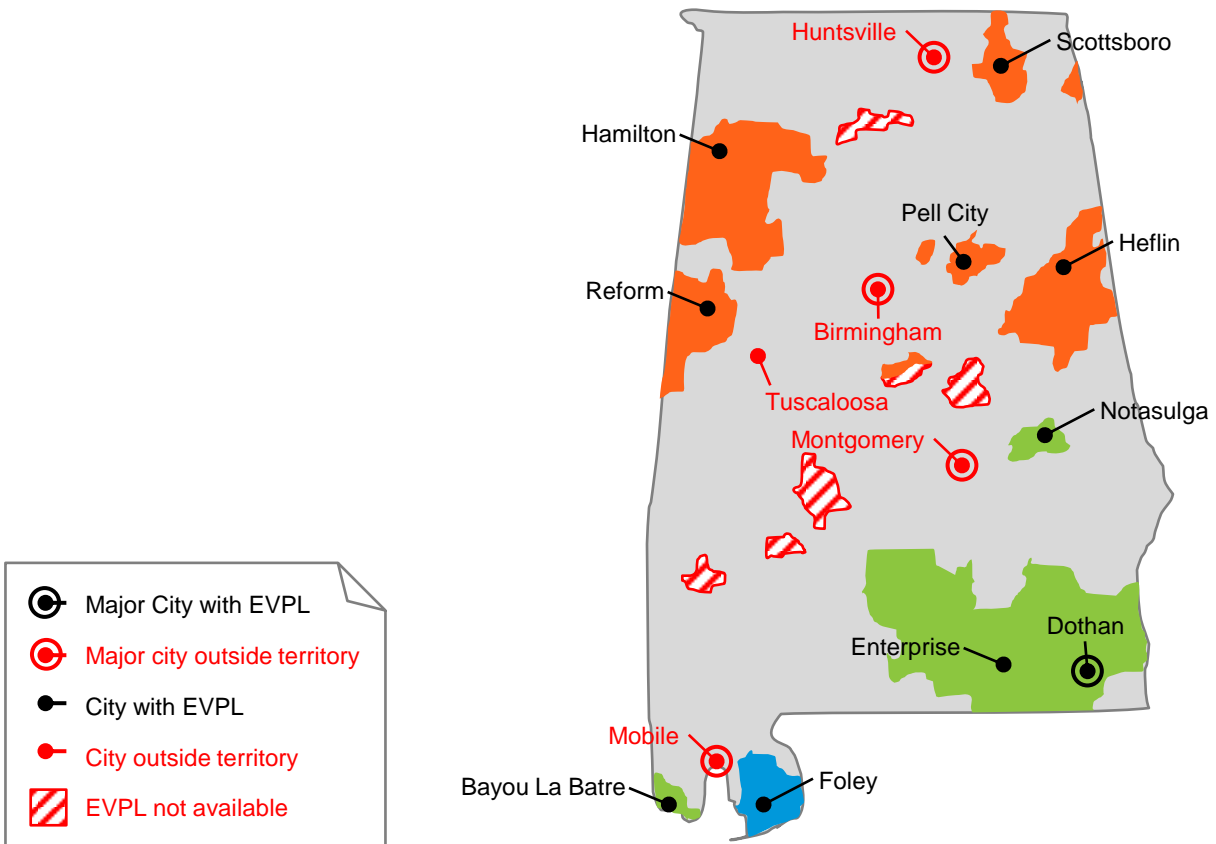 Huntsville
Scottsboro
Hamilton
Pell City
Heflin
Reform
Birmingham
Tuscaloosa
Notasulga
Montgomery
Major City with EVPL
Major city outside territory
City with EVPL
City outside territory
EVPL not available
Enterprise
Dothan
Mobile
Bayou La Batre
Foley